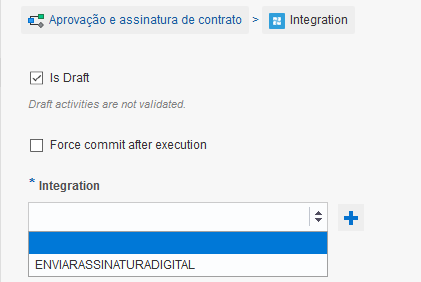 Aprovação e assinatura de contrato > Integration
Is Draft
Draft activities are not validated.
Force commit after execution
* Integration
ENVIARASSINATURADIGITAL